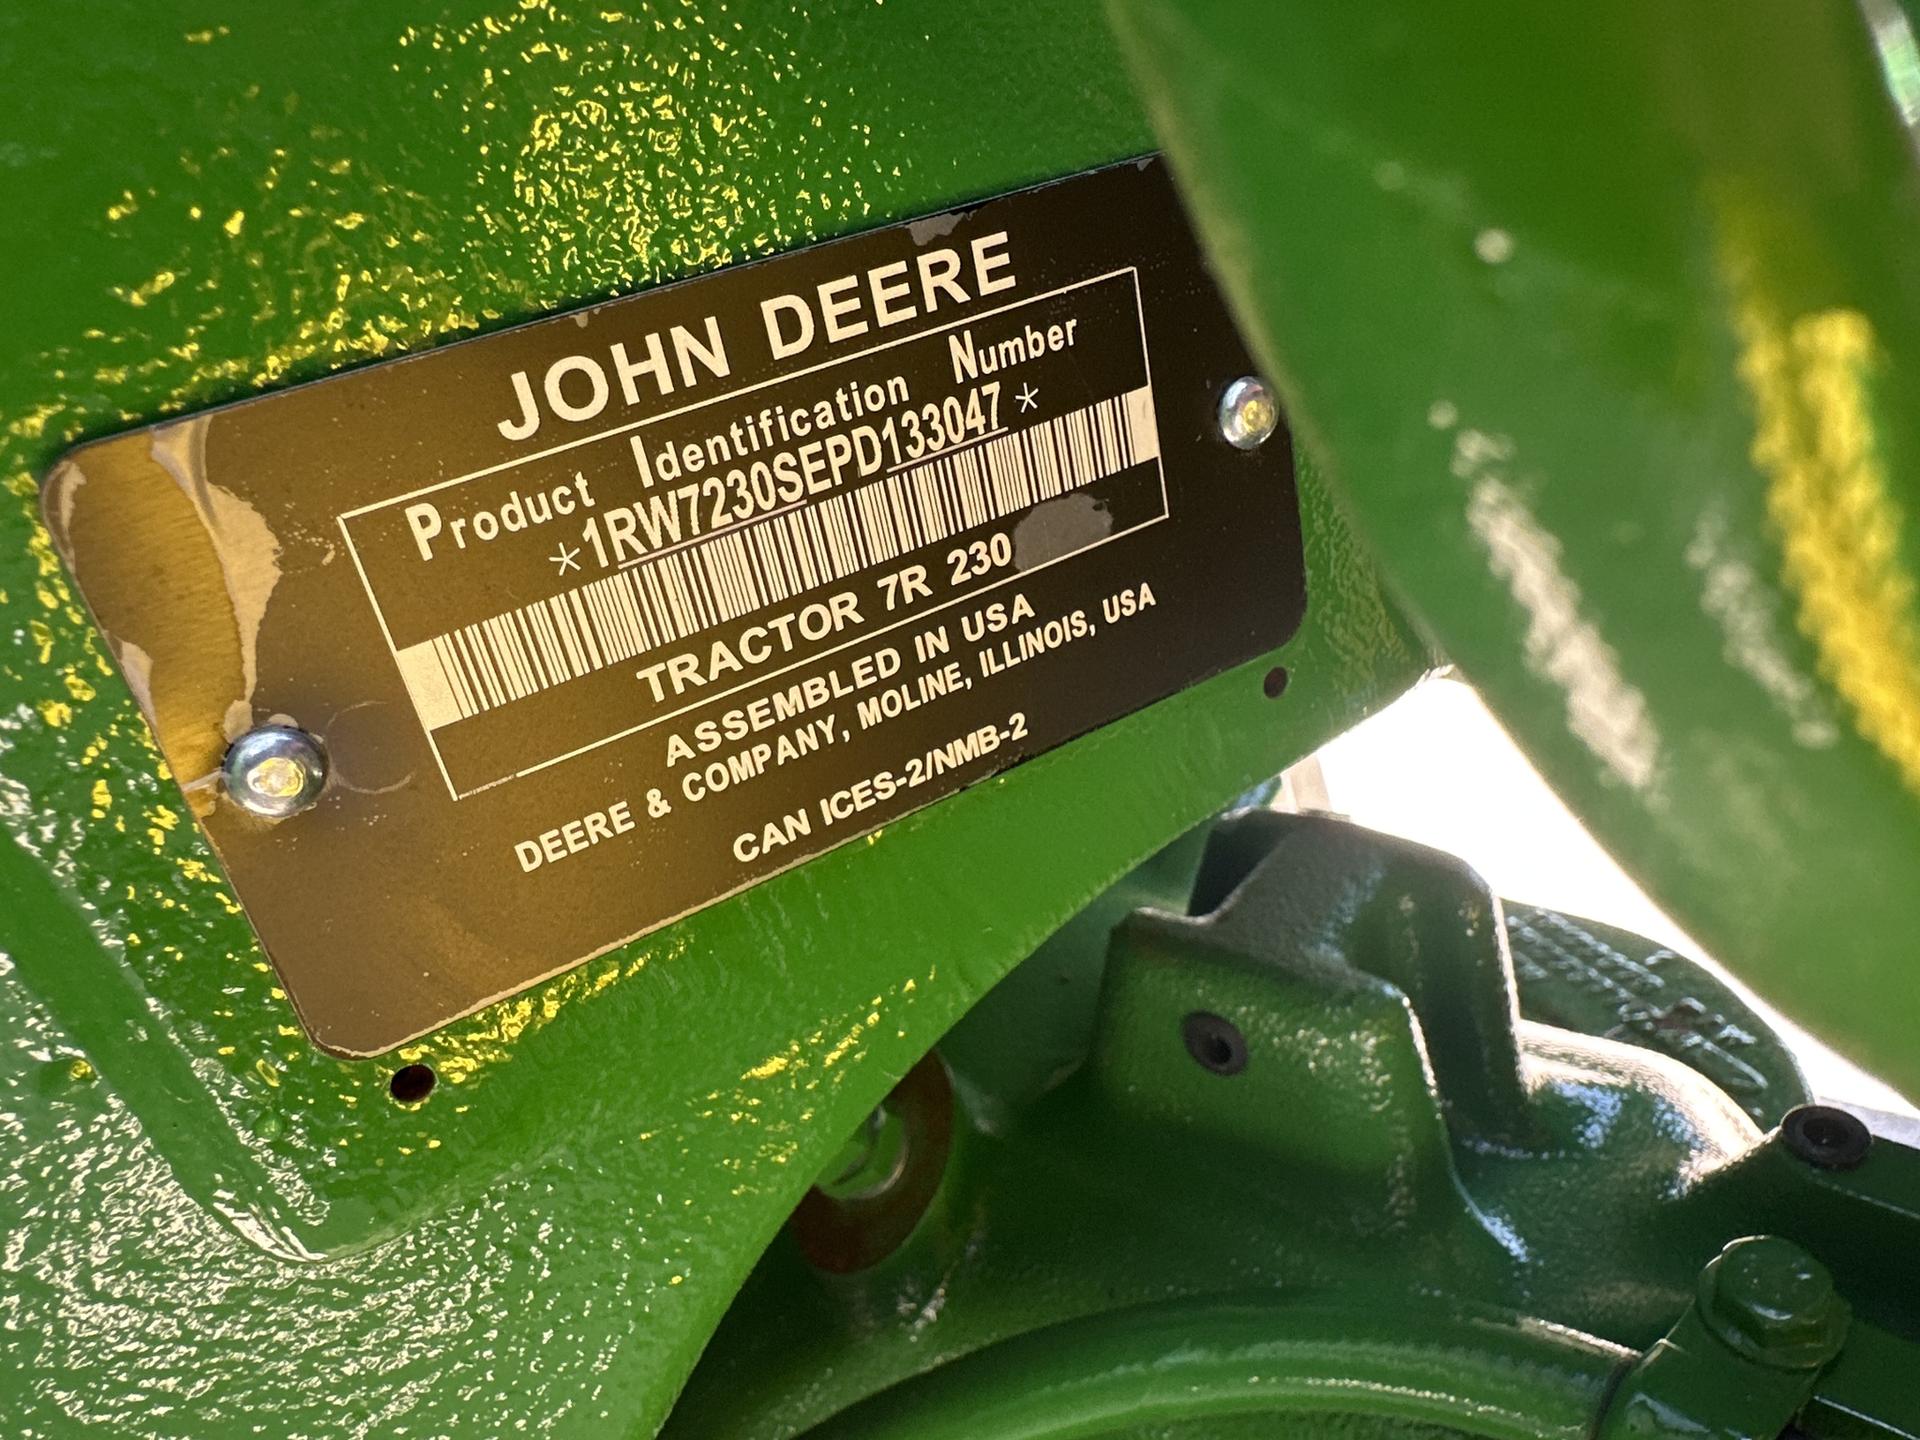 JOHN DEERE
Product Identification Number
*1RW7230SEPD133047*
TRACTOR 7R 230
ASSEMBLED IN USA
DEERE & COMPANY, MOLINE, ILLINOIS, USA
CAN ICES-2/NMB-2